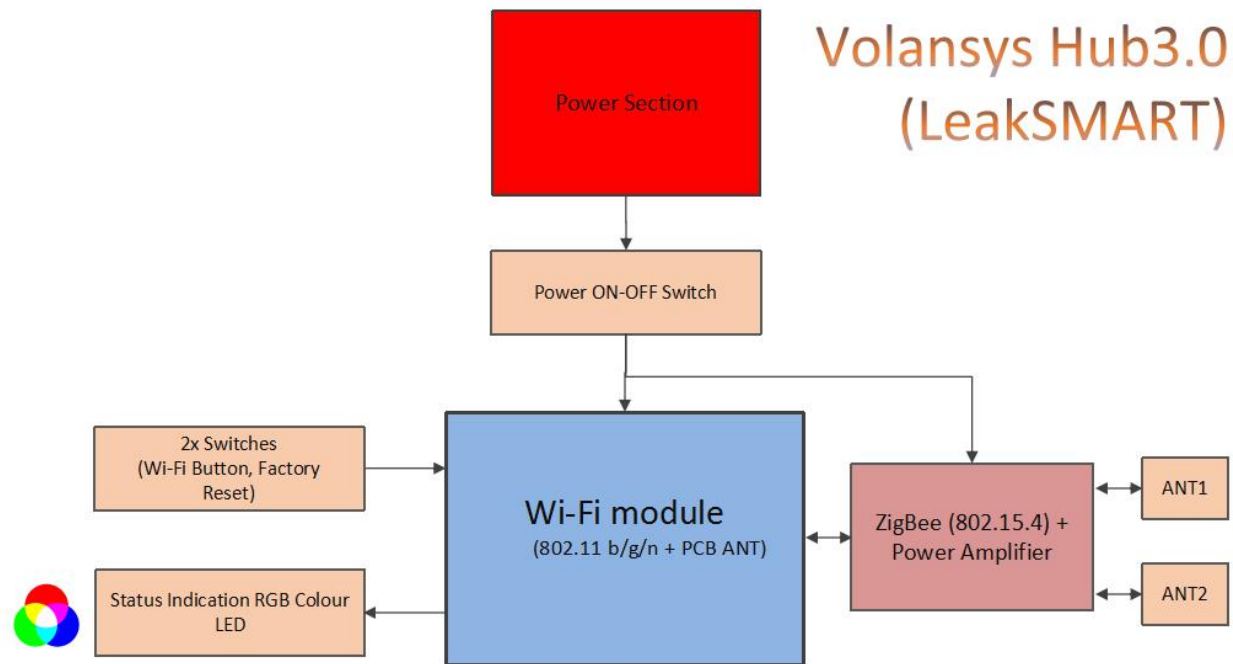 Volansys Hub3.0
(LeakSMART)
Power Section
Power ON-OFF Switch
2x Switches
(Wi-Fi Button, Factory
Reset)
Wi-Fi module
(802.11 b/g/n + PCB ANT)
ZigBee (802.15.4) +
Power Amplifier
ANT1
ANT2
Status Indication RGB Colour
LED